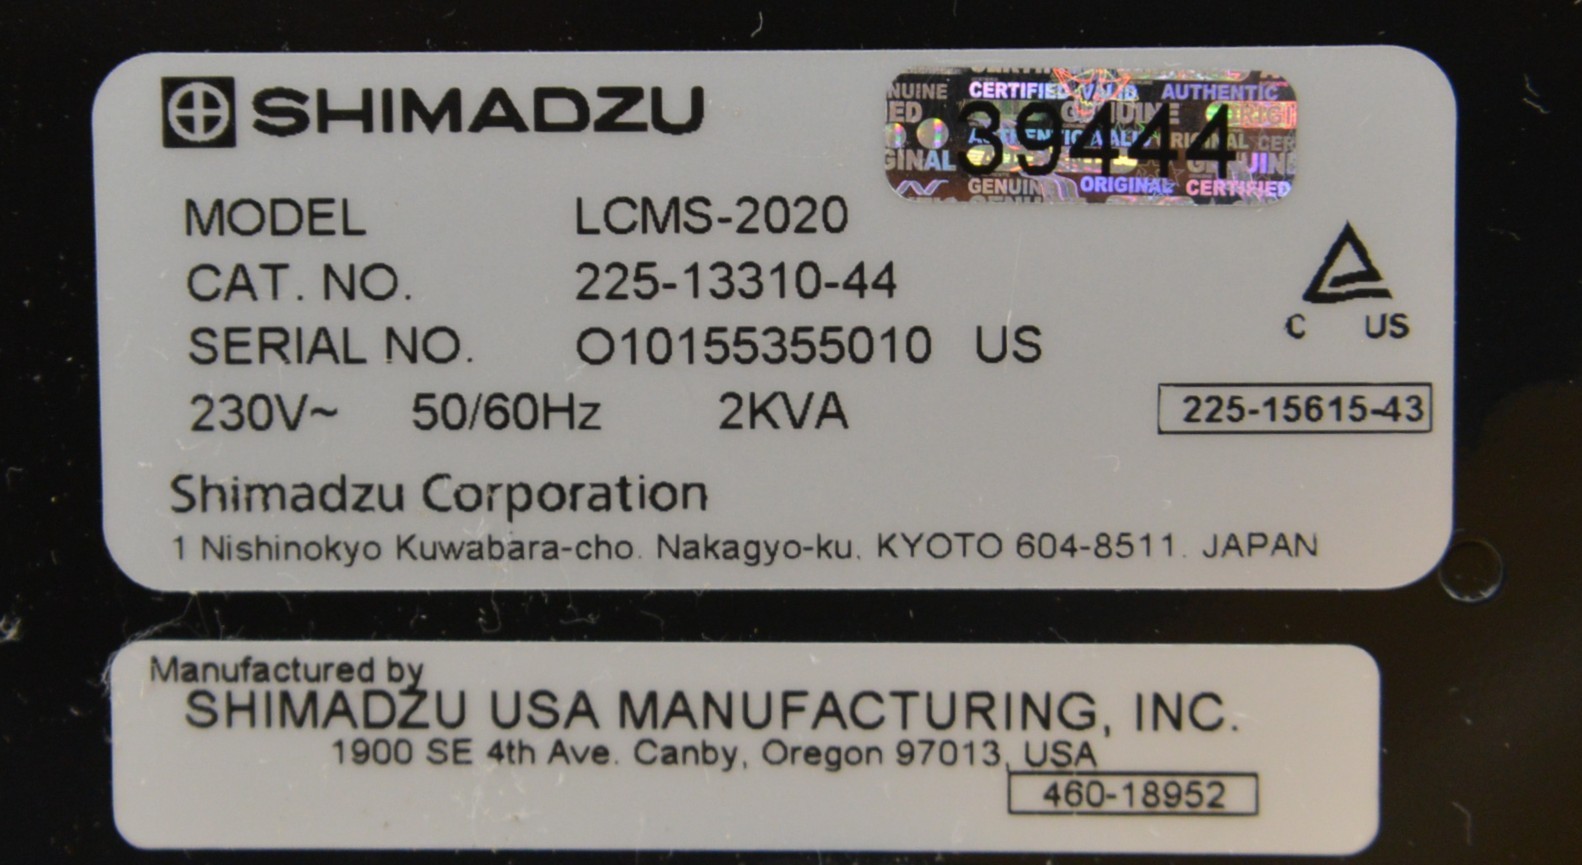 SHIMADZU
39444
MODEL LCMS-2020
CAT. NO. 225-13310-44
SERIAL NO. O10155355010 US
C US
230V~ 50/60Hz 2KVA
225-15615-43
Shimadzu Corporation
1 Nishinokyo Kuwabara-cho. Nakagyo-ku. KYOTO 604-8511. JAPAN
Manufactured by
SHIMADZU USA MANUFACTURING, INC.
1900 SE 4th Ave. Canby, Oregon 97013, USA
460-18952